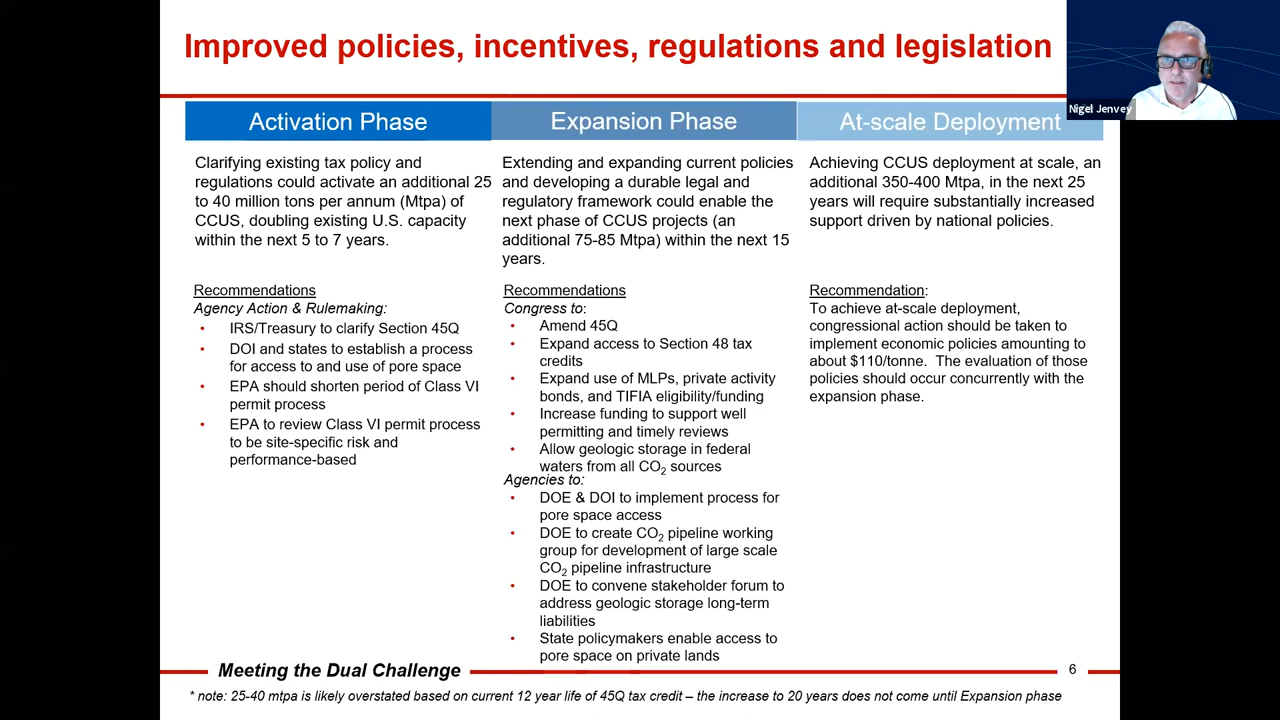 Improved policies, incentives, regulations and legislation
Nigel Jenvey
Activation Phase
Clarifying existing tax policy and
regulations could activate an additional 25
to 40 million tons per annum (Mtpa) of
CCUS, doubling existing U.S. capacity
within the next 5 to 7 years.
Recommendations
Agency Action & Rulemaking:
• IRS/Treasury to clarify Section 45Q
• DOI and states to establish a process
for access to and use of pore space
• EPA should shorten period of Class VI
permit process
• EPA to review Class VI permit process
to be site-specific risk and
performance-based
Expansion Phase
Extending and expanding current policies
and developing a durable legal and
regulatory framework could enable the
next phase of CCUS projects (an
additional 75-85 Mtpa) within the next 15
years.
Recommendations
Congress to:
• Amend 45Q
• Expand access to Section 48 tax
credits
• Expand use of MLPs, private activity
bonds, and TIFIA eligibility/funding
• Increase funding to support well
permitting and timely reviews
• Allow geologic storage in federal
waters from all CO₂ sources
Agencies to:
• DOE & DOI to implement process for
pore space access
• DOE to create CO₂ pipeline working
group for development of large scale
CO₂ pipeline infrastructure
• DOE to convene stakeholder forum to
address geologic storage long-term
liabilities
• State policymakers enable access to
pore space on private lands
At-scale Deployment
Achieving CCUS deployment at scale, an
additional 350-400 Mtpa, in the next 25
years will require substantially increased
support driven by national policies.
Recommendation:
To achieve at-scale deployment,
congressional action should be taken to
implement economic policies amounting to
about $110/tonne. The evaluation of those
policies should occur concurrently with the
expansion phase.
Meeting the Dual Challenge
6
* note: 25-40 mtpa is likely overstated based on current 12 year life of 45Q tax credit – the increase to 20 years does not come until Expansion phase